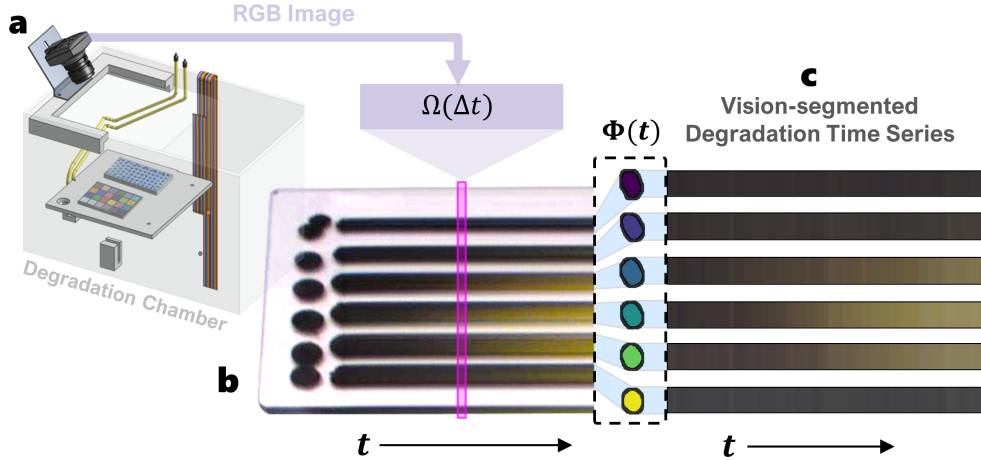 a
RGB Image
Ω(Δt)
Φ(t)
c
Vision-segmented
Degradation Time Series
Degradation Chamber
b
t
t